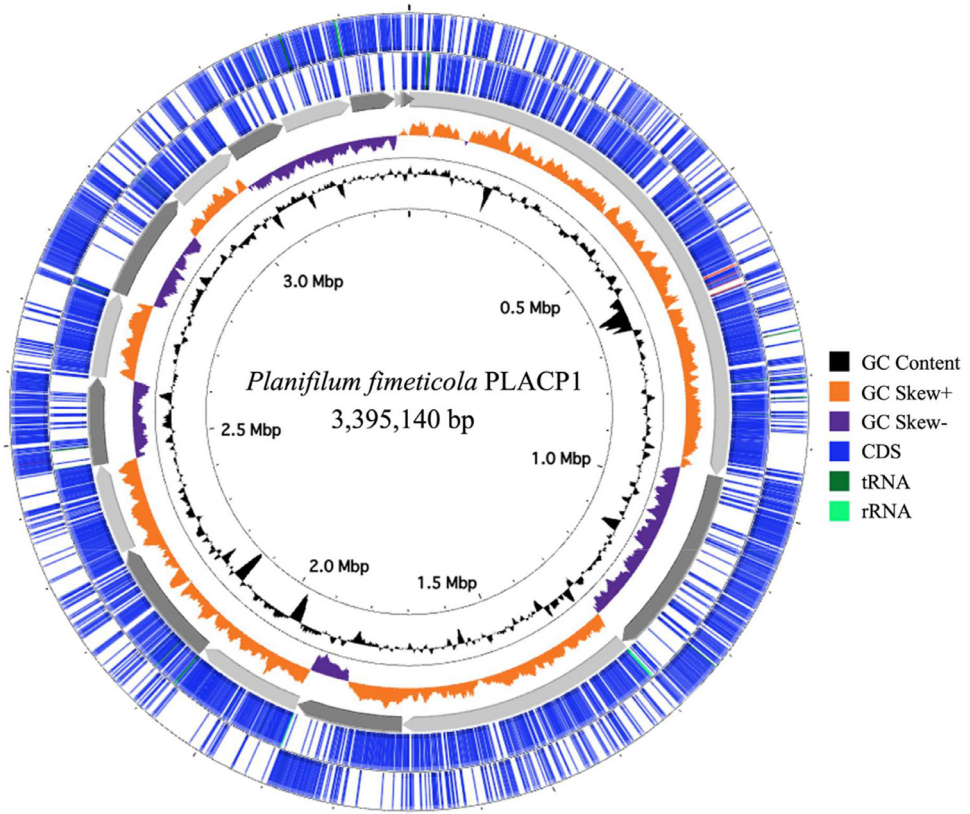 3.0 Mbp
0.5 Mbp
Planifilum fimeticola PLACP1
3,395,140 bp
2.5 Mbp
1.0 Mbp
2.0 Mbp
1.5 Mbp
GC Content
GC Skew+
GC Skew-
CDS
tRNA
rRNA